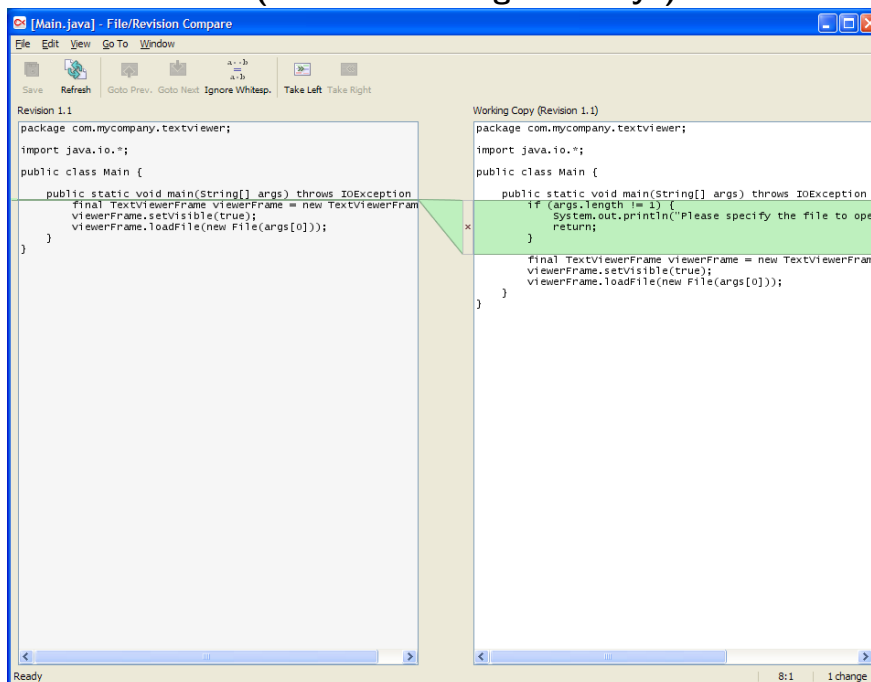 [Main.java] - File/Revision Compare
File Edit View Go To Window
a--b
=
a-b
Save Refresh Goto Prev. Goto Next Ignore Whitesp. Take Left Take Right
Revision 1.1
package com.mycompany.textviewer;
import java.io.*;
public class Main {
public static void main(String[] args) throws IOException
final TextViewerFrame viewerFrame = new TextViewerFram
viewerFrame.setVisible(true);
viewerFrame.loadFile(new File(args[0]));
}
}
Working Copy (Revision 1.1)
package com.mycompany.textviewer;
import java.io.*;
public class Main {
public static void main(String[] args) throws IOException
if (args.length != 1) {
System.out.println("Please specify the file to ope
return;
}
final TextViewerFrame viewerFrame = new TextViewerFram
viewerFrame.setVisible(true);
viewerFrame.loadFile(new File(args[0]));
}
}
Ready 8:1 1 change